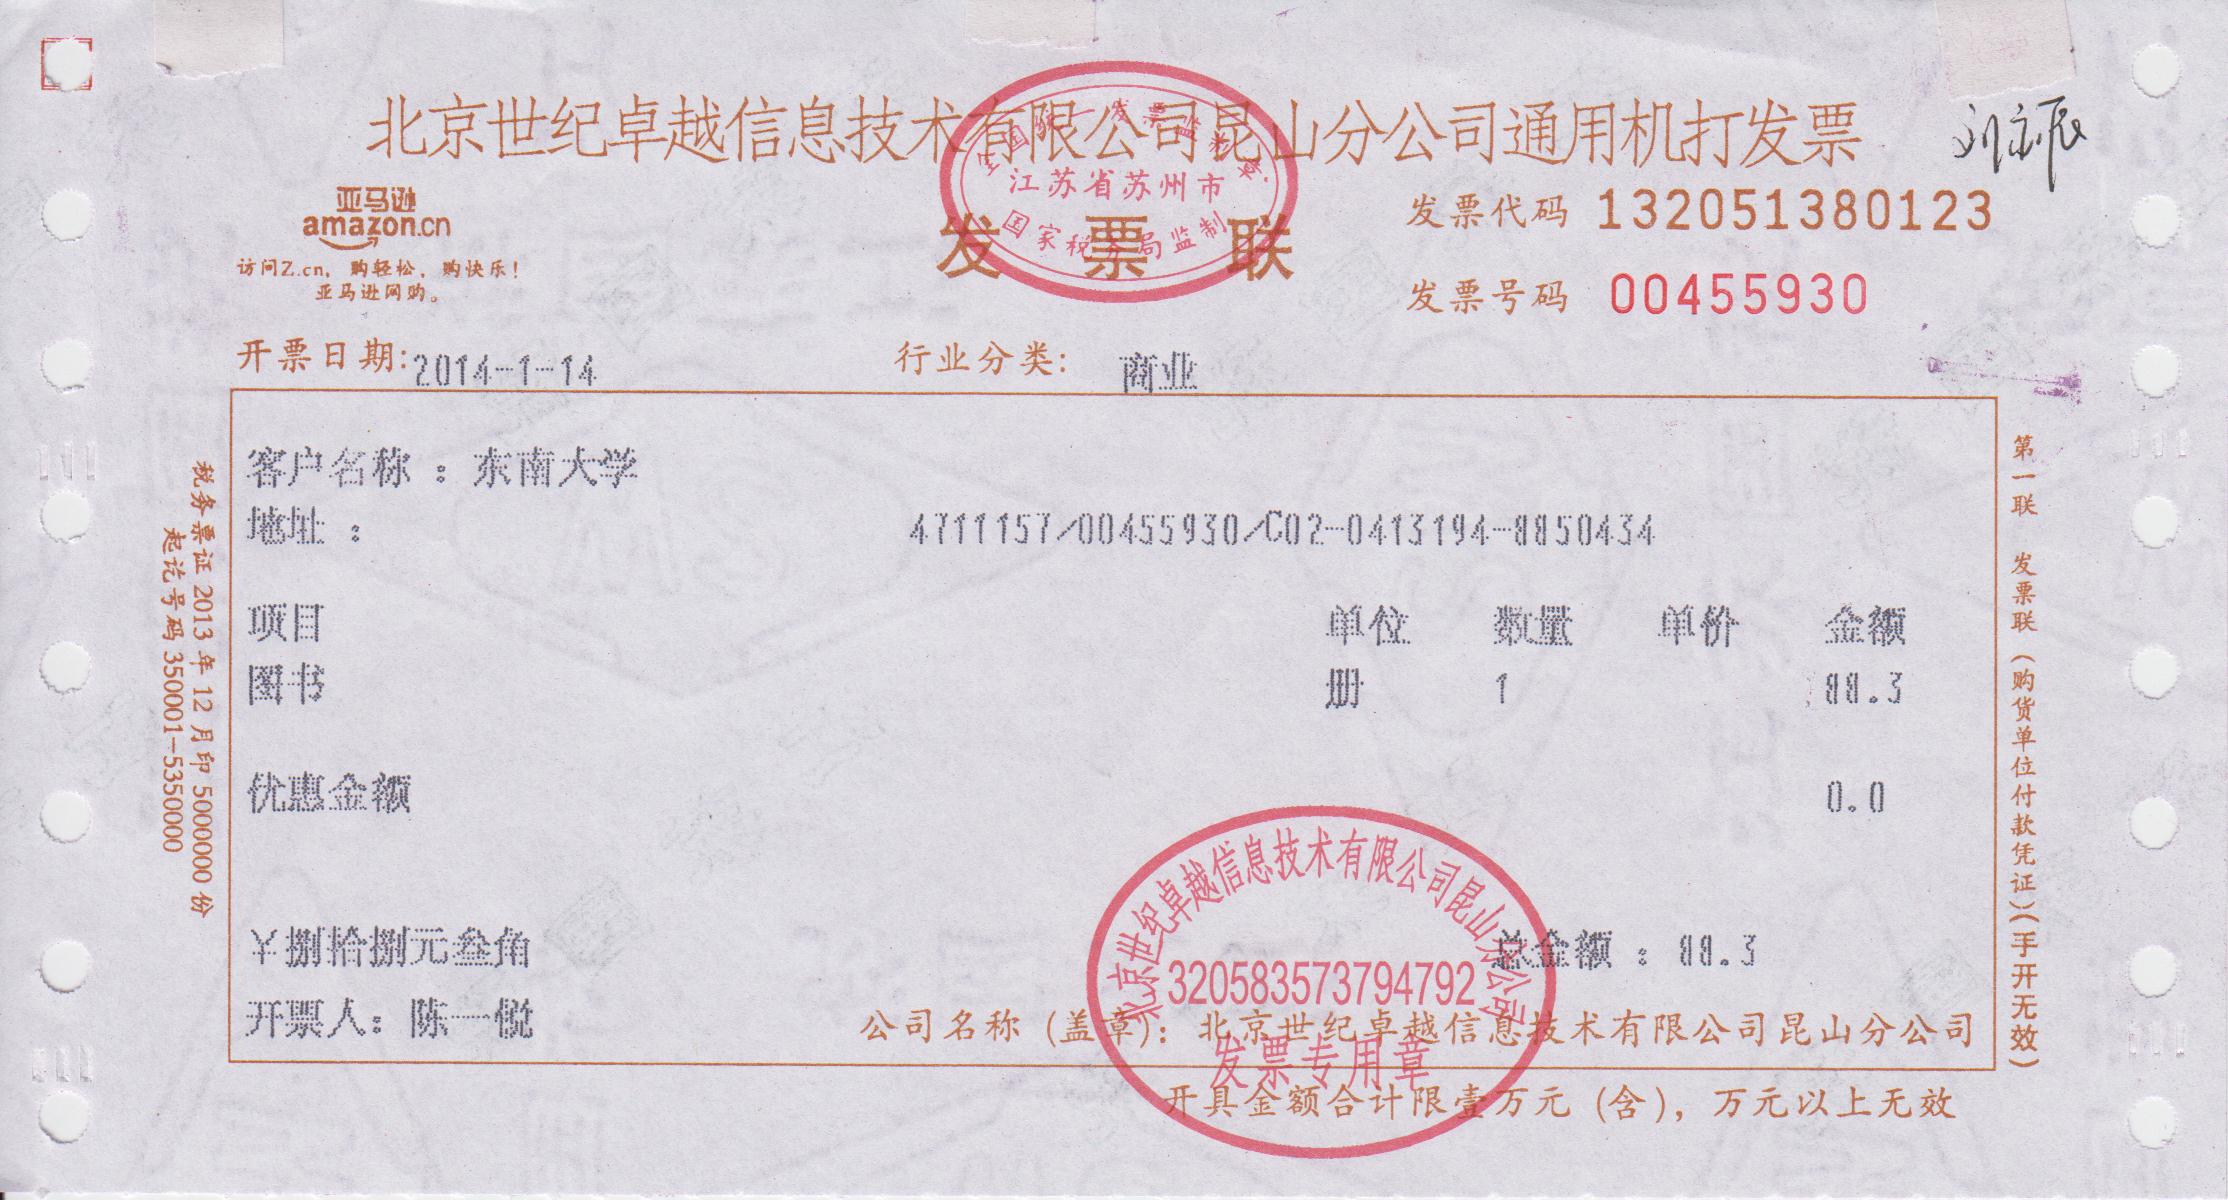 北京世纪卓越信息技术有限公司昆山分公司通用机打发票
全国统一发票监制章
江苏省苏州市
国家税务局监制
亚马逊
amazon.cn
访问Z.cn，购轻松，购快乐！
亚马逊网购。
发票联
发票代码 132051380123
发票号码 00455930
开票日期:2014-1-14
行业分类: 商业
客户名称 : 东南大学
地址 :
4711157/00455930/C02-0413194-8850434
项目 单位 数量 单价 金额
图书 册 1 88.3
优惠金额 0.0
￥捌拾捌元叁角
总金额 : 88.3
开票人: 陈一悦
公司名称（盖章）: 北京世纪卓越信息技术有限公司昆山分公司
开具金额合计限壹万元（含），万元以上无效
北京世纪卓越信息技术有限公司昆山分公司
320583573794792
发票专用章
税务票证 2013 年 12 月印 5000000 份
起讫号码 350001-5350000
第一联 发票联（购货单位付款凭证）（手开无效）